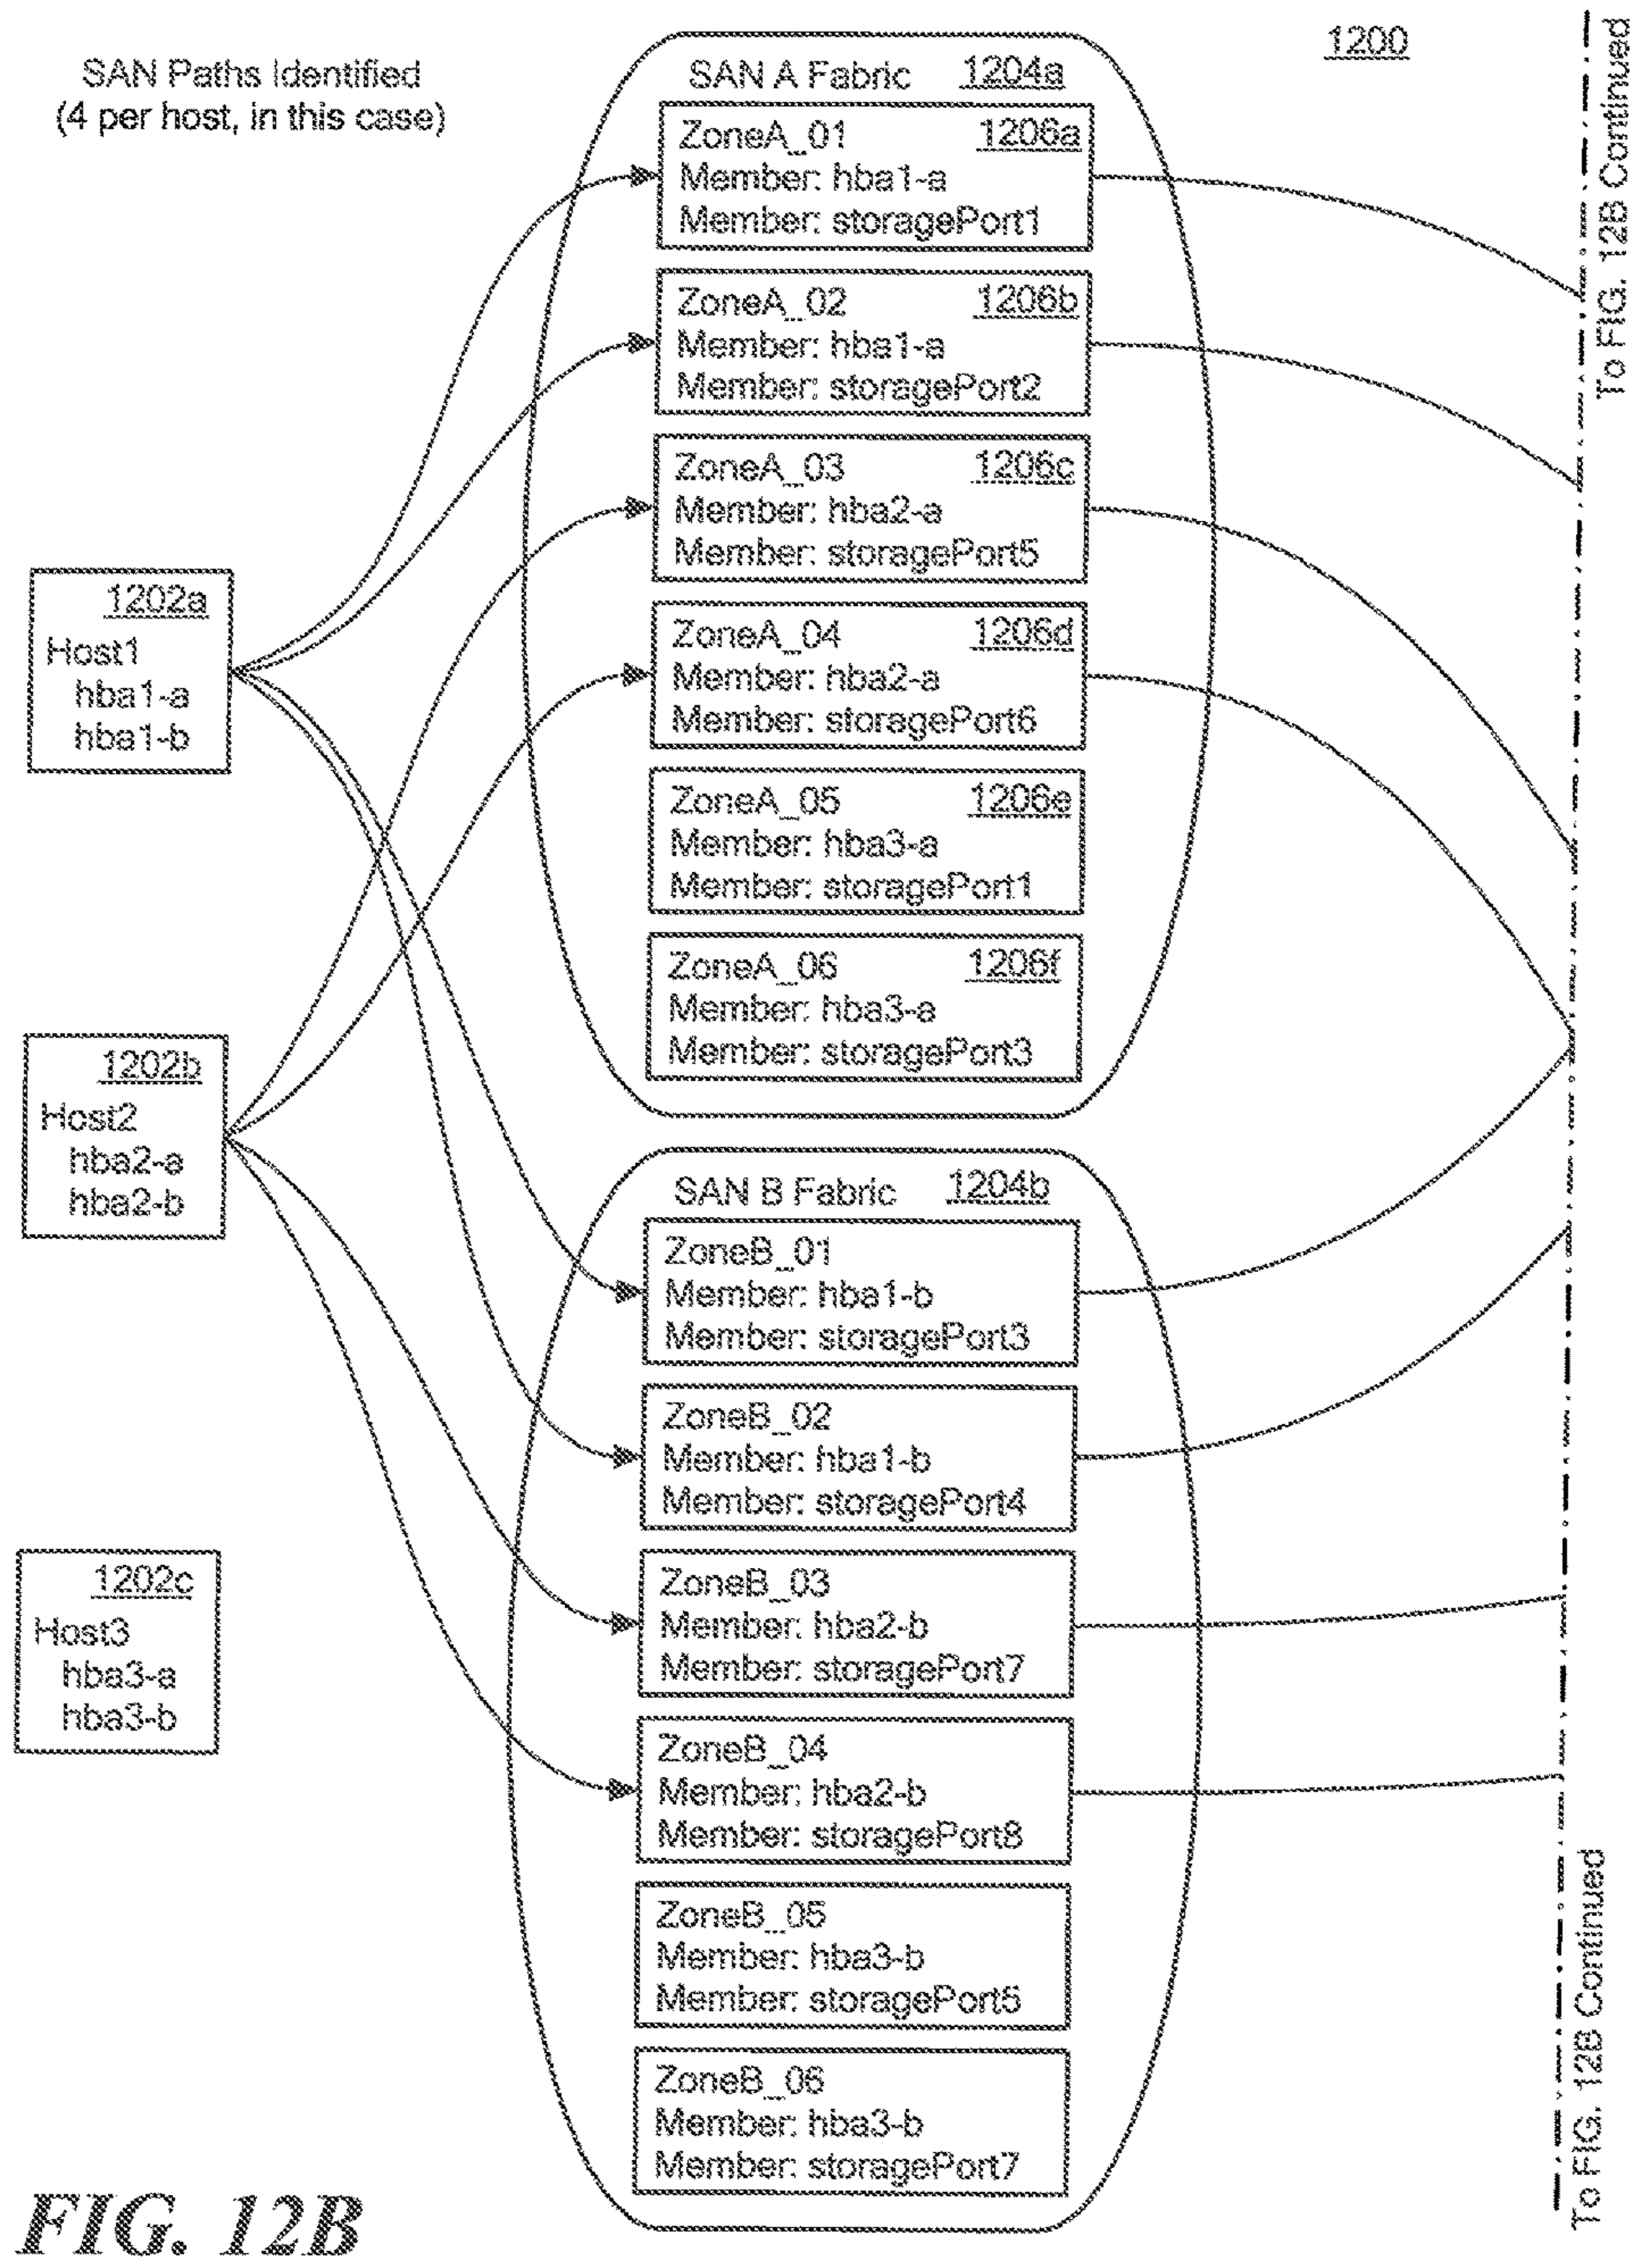 1200
SAN Paths Identified
(4 per host, in this case)
SAN A Fabric 1204a
ZoneA_01 1206a
Member: hba1-a
Member: storagePort1
ZoneA_02 1206b
Member: hba1-a
Member: storagePort2
ZoneA_03 1206c
Member: hba2-a
Member: storagePort5
ZoneA_04 1206d
Member: hba2-a
Member: storagePort6
ZoneA_05 1206e
Member: hba3-a
Member: storagePort1
ZoneA_06 1206f
Member: hba3-a
Member: storagePort3
1202a
Host1
hba1-a
hba1-b
1202b
Host2
hba2-a
hba2-b
1202c
Host3
hba3-a
hba3-b
SAN B Fabric 1204b
ZoneB_01
Member: hba1-b
Member: storagePort3
ZoneB_02
Member: hba1-b
Member: storagePort4
ZoneB_03
Member: hba2-b
Member: storagePort7
ZoneB_04
Member: hba2-b
Member: storagePort8
ZoneB_05
Member: hba3-b
Member: storagePort5
ZoneB_06
Member: hba3-b
Member: storagePort7
To FIG. 12B Continued
To FIG. 12B Continued
FIG. 12B